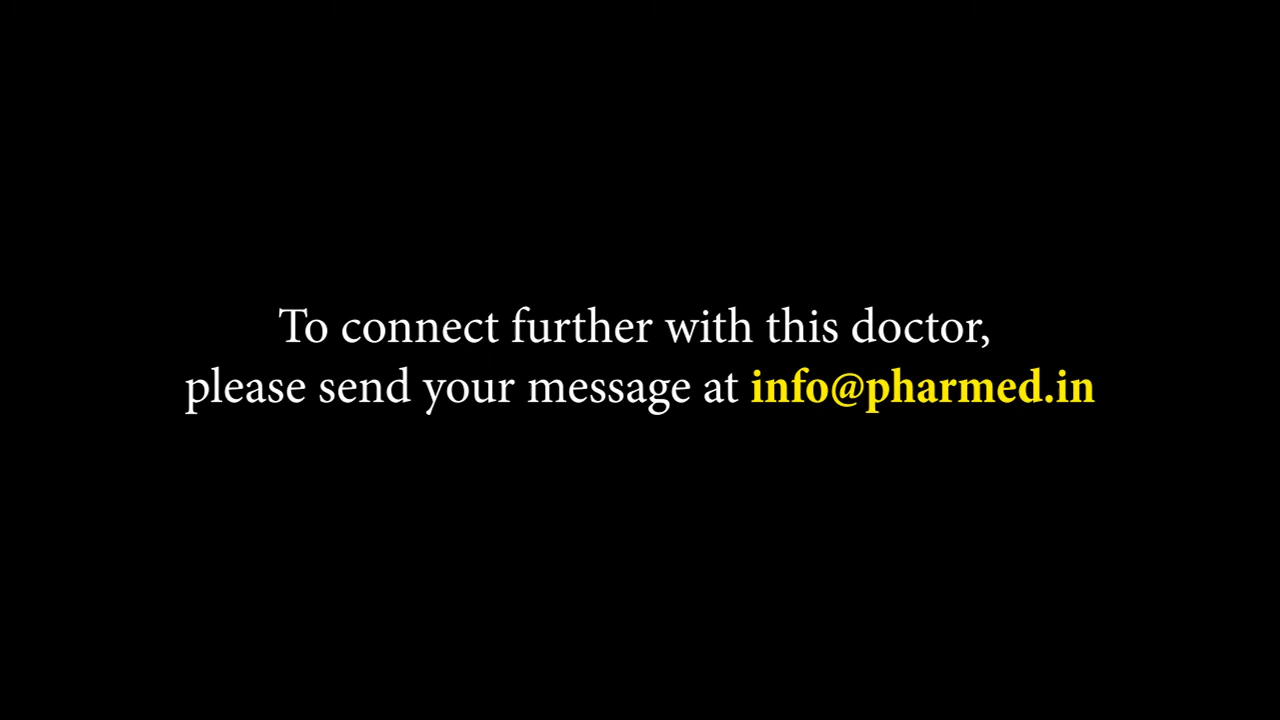 To connect further with this doctor,
please send your message at info@pharmed.in